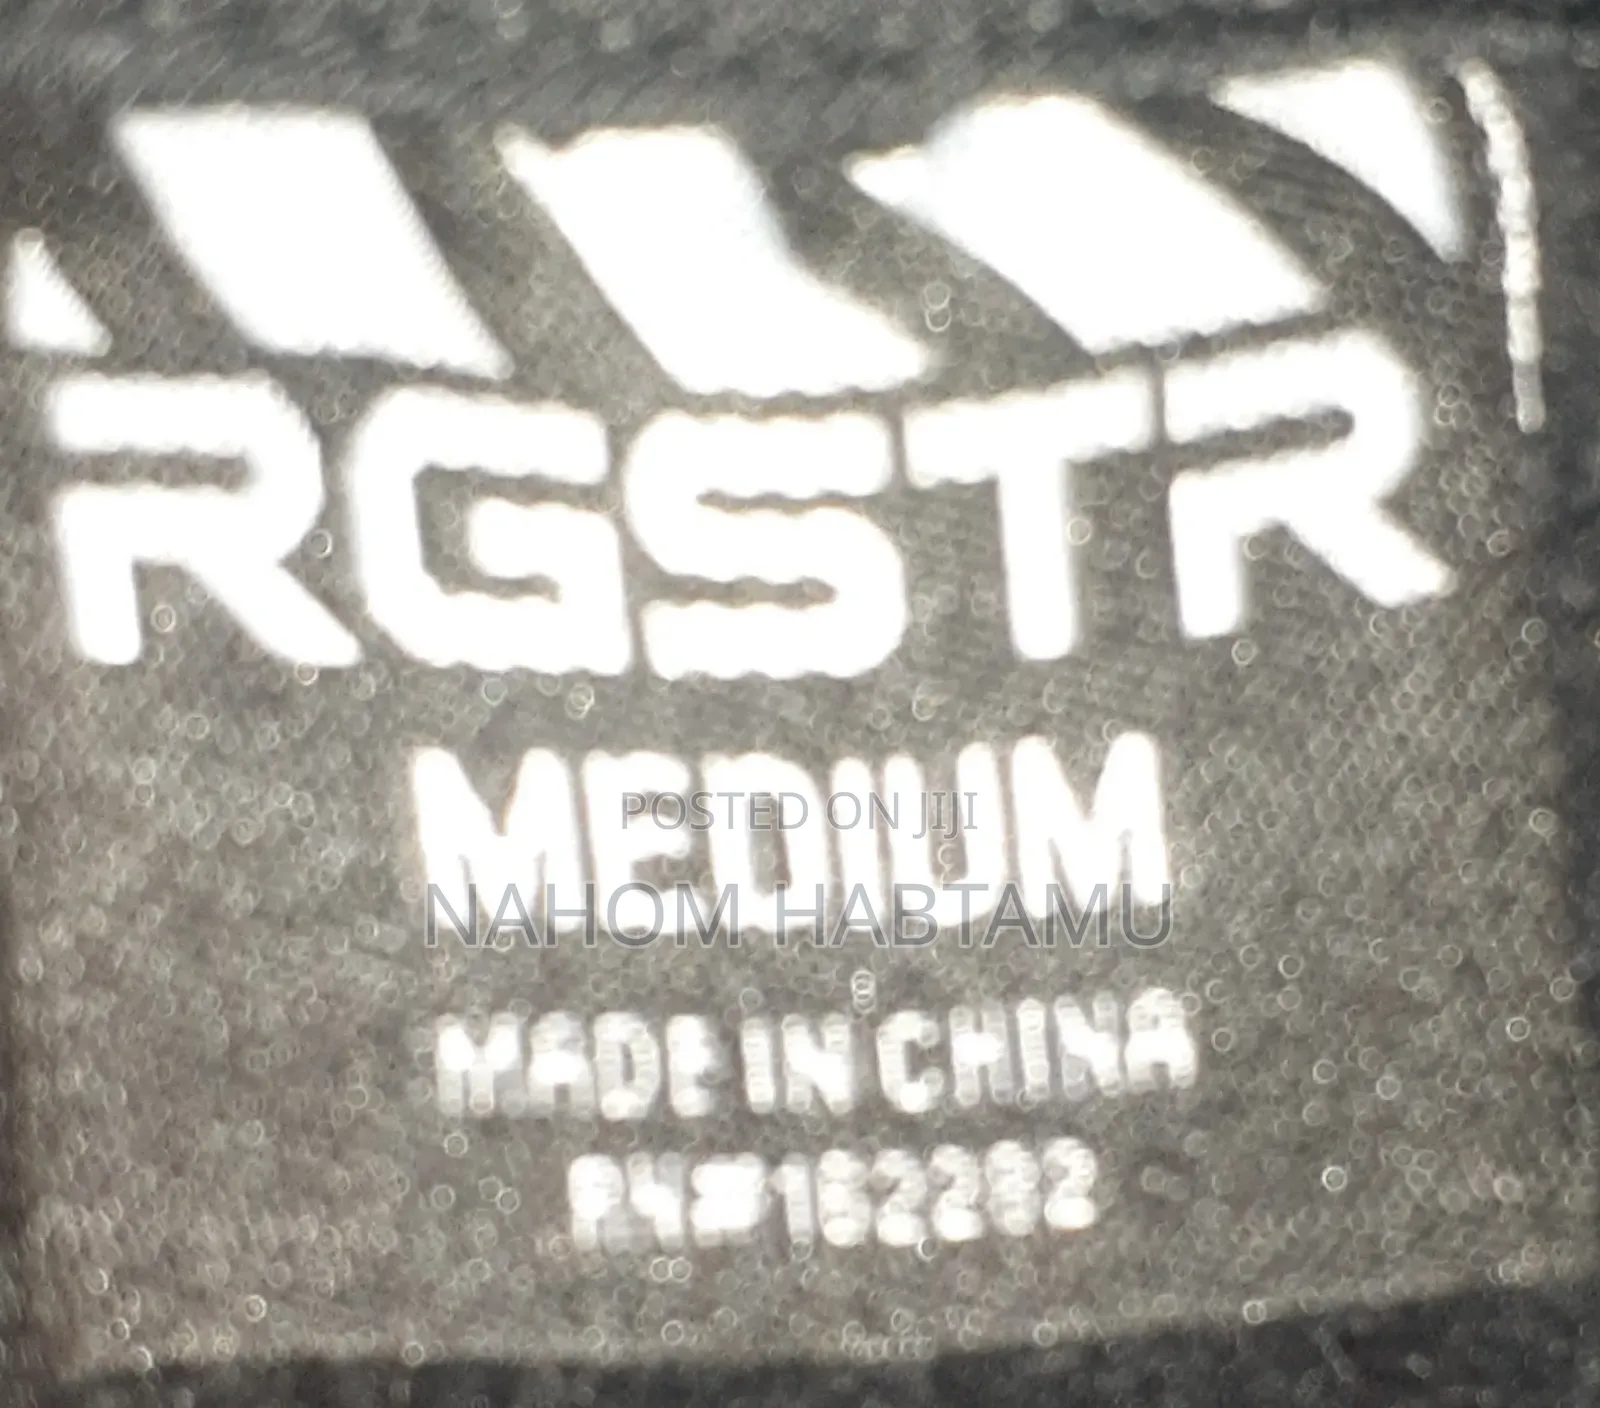 RGSTR
MEDIUM
POSTED ON JIJI
NAHOM HABTAMU
MADE IN CHINA